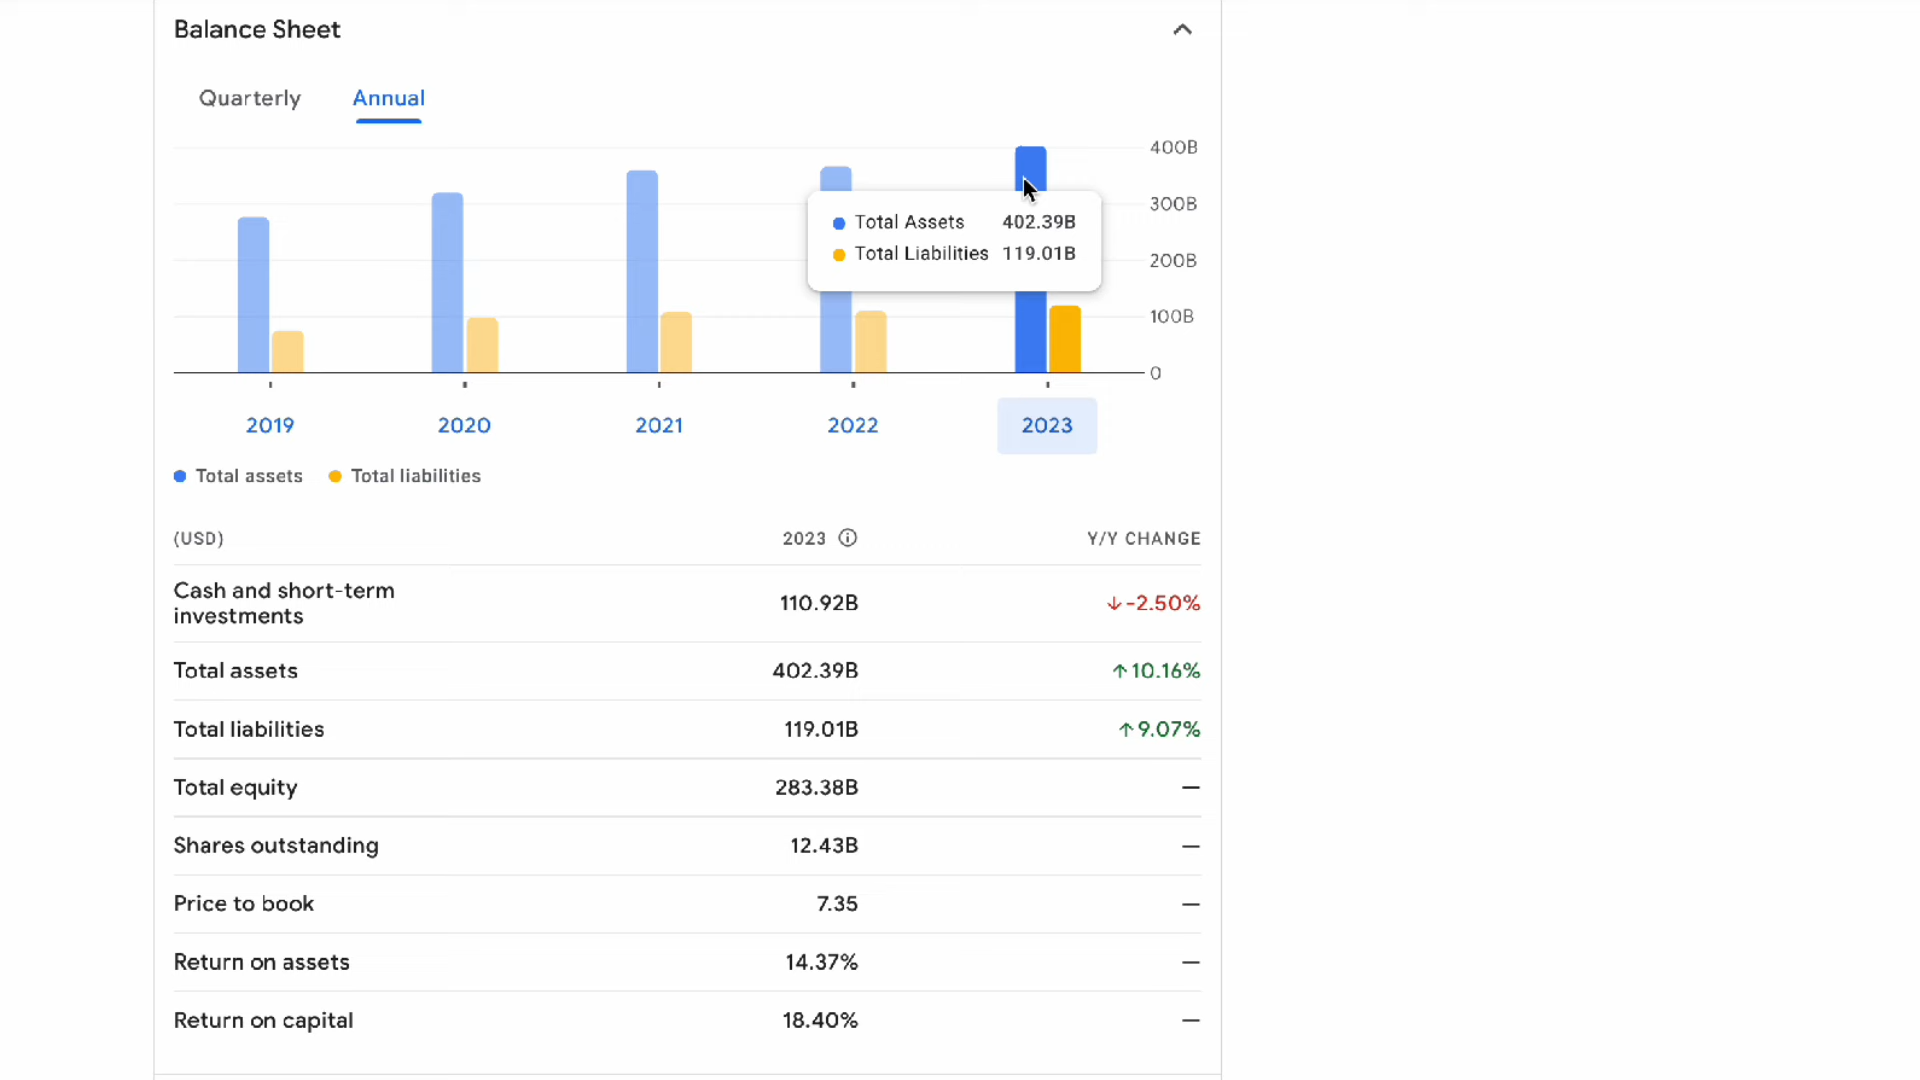 Balance Sheet
Quarterly Annual
400B
300B
Total Assets 402.39B
Total Liabilities 119.01B
200B
100B
0
2019 2020 2021 2022 2023
Total assets Total liabilities
(USD) 2023 Y/Y CHANGE
Cash and short-term
investments 110.92B -2.50%
Total assets 402.39B 10.16%
Total liabilities 119.01B 9.07%
Total equity 283.38B —
Shares outstanding 12.43B —
Price to book 7.35 —
Return on assets 14.37% —
Return on capital 18.40% —